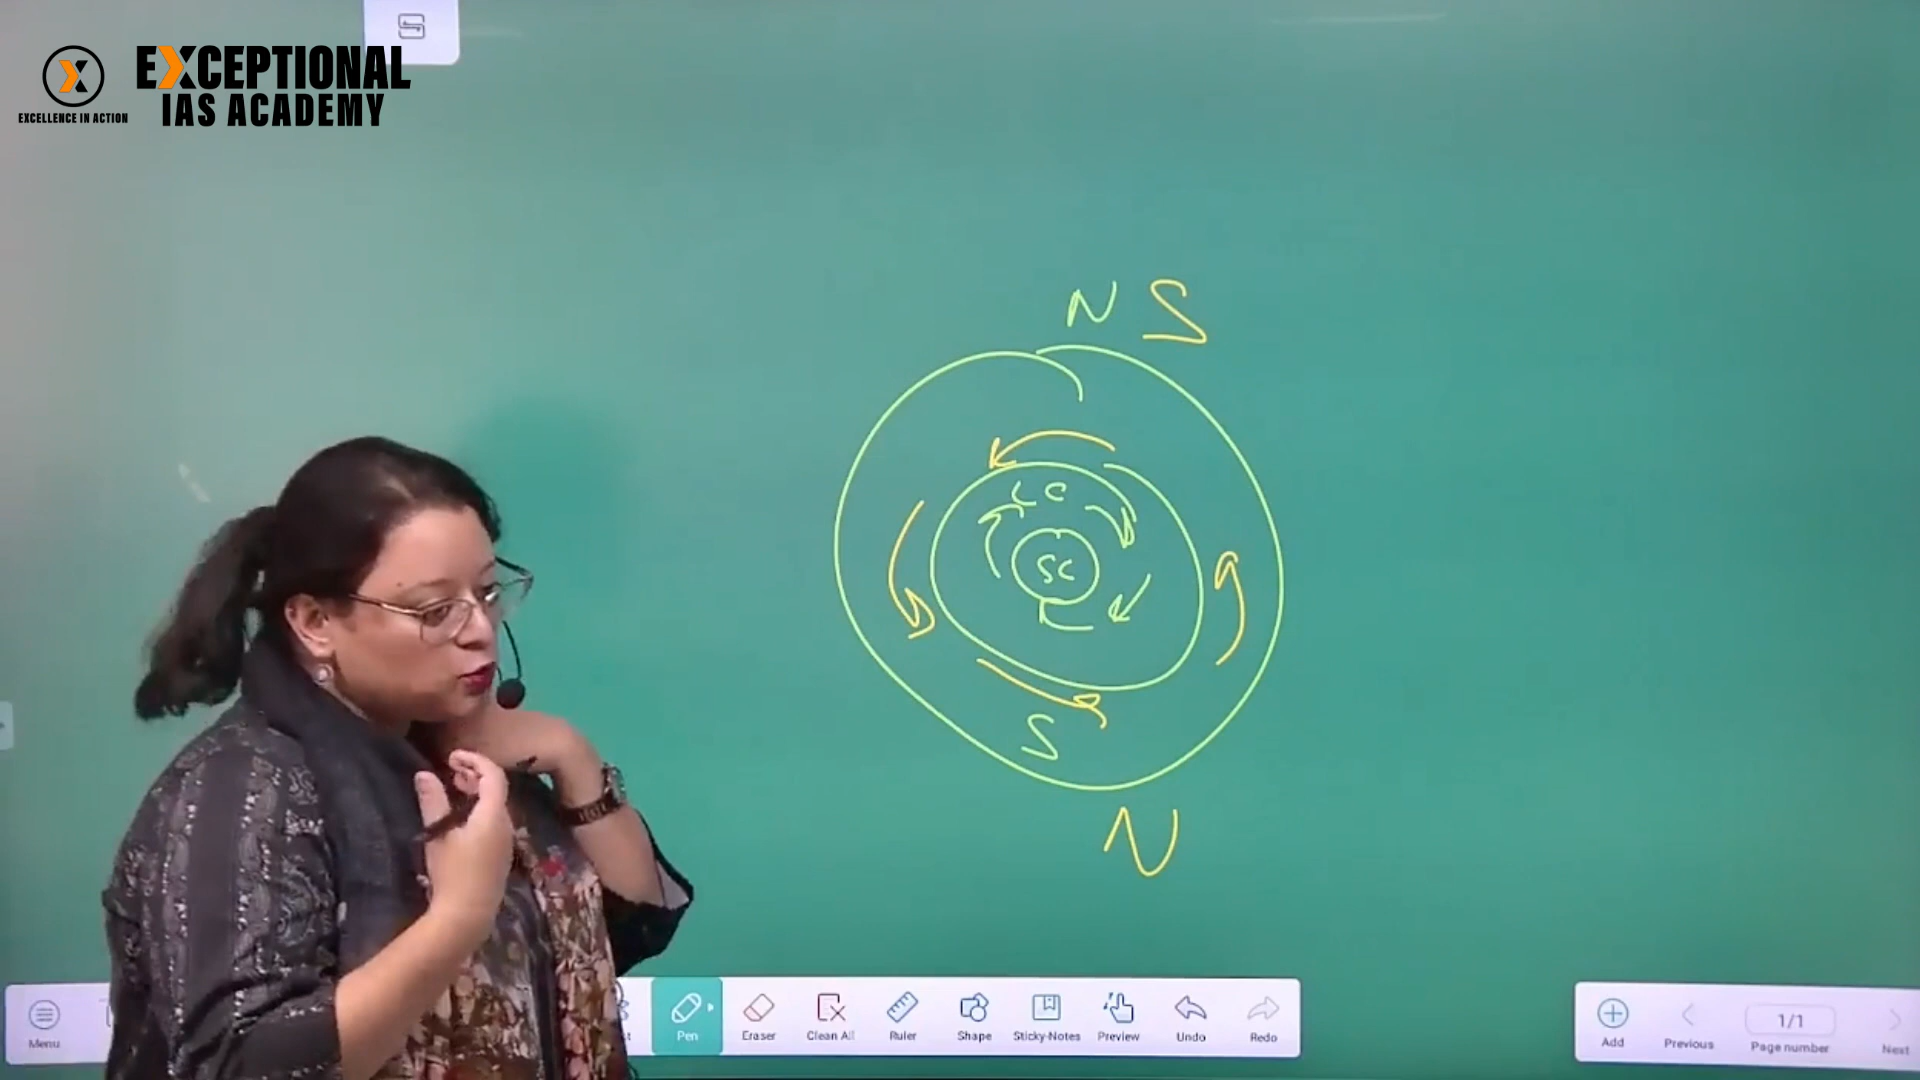 EXCEPTIONAL
IAS ACADEMY
EXCELLENCE IN ACTION
N S
LC
SC
S
N
Menu
Pen
Eraser
Clean All
Ruler
Shape
Sticky-Notes
Preview
Undo
Redo
Add
Previous
1/1
Page number
Next